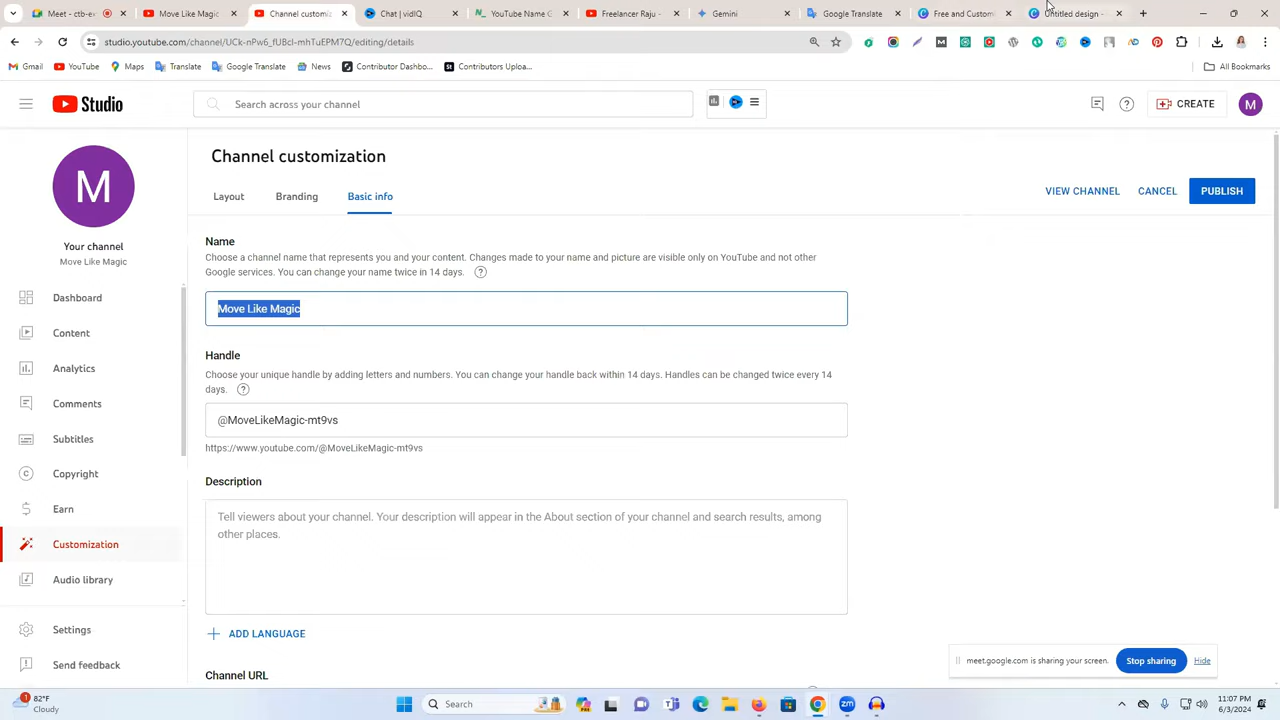 Meet - wa
Move Like Magic
Channel customiz
Chat | vidIQ
YouTube Name G
Freelancer Raju -
Gemini
Google Translate
Free and Custom
Untitled design
studio.youtube.com/channel/UCk-nPw6_fUBcl-mhTuEPM7Q/editing/details
Gmail
YouTube
Maps
Translate
Google Translate
News
Contributor Dashbo...
Contributors Uploa...
All Bookmarks
Studio
Search across your channel
CREATE
M
M
Your channel
Move Like Magic
Dashboard
Content
Analytics
Comments
Subtitles
Copyright
Earn
Customization
Audio library
Settings
Send feedback
Channel customization
Layout
Branding
Basic info
VIEW CHANNEL
CANCEL
PUBLISH
Name
Choose a channel name that represents you and your content. Changes made to your name and picture are visible only on YouTube and not other
Google services. You can change your name twice in 14 days.
Move Like Magic
Handle
Choose your unique handle by adding letters and numbers. You can change your handle back within 14 days. Handles can be changed twice every 14
days.
@MoveLikeMagic-mt9vs
https://www.youtube.com/@MoveLikeMagic-mt9vs
Description
Tell viewers about your channel. Your description will appear in the About section of your channel and search results, among
other places.
ADD LANGUAGE
Channel URL
meet.google.com is sharing your screen.
Stop sharing
Hide
1
82°F
Cloudy
Search
zm
11:07 PM
6/3/2024